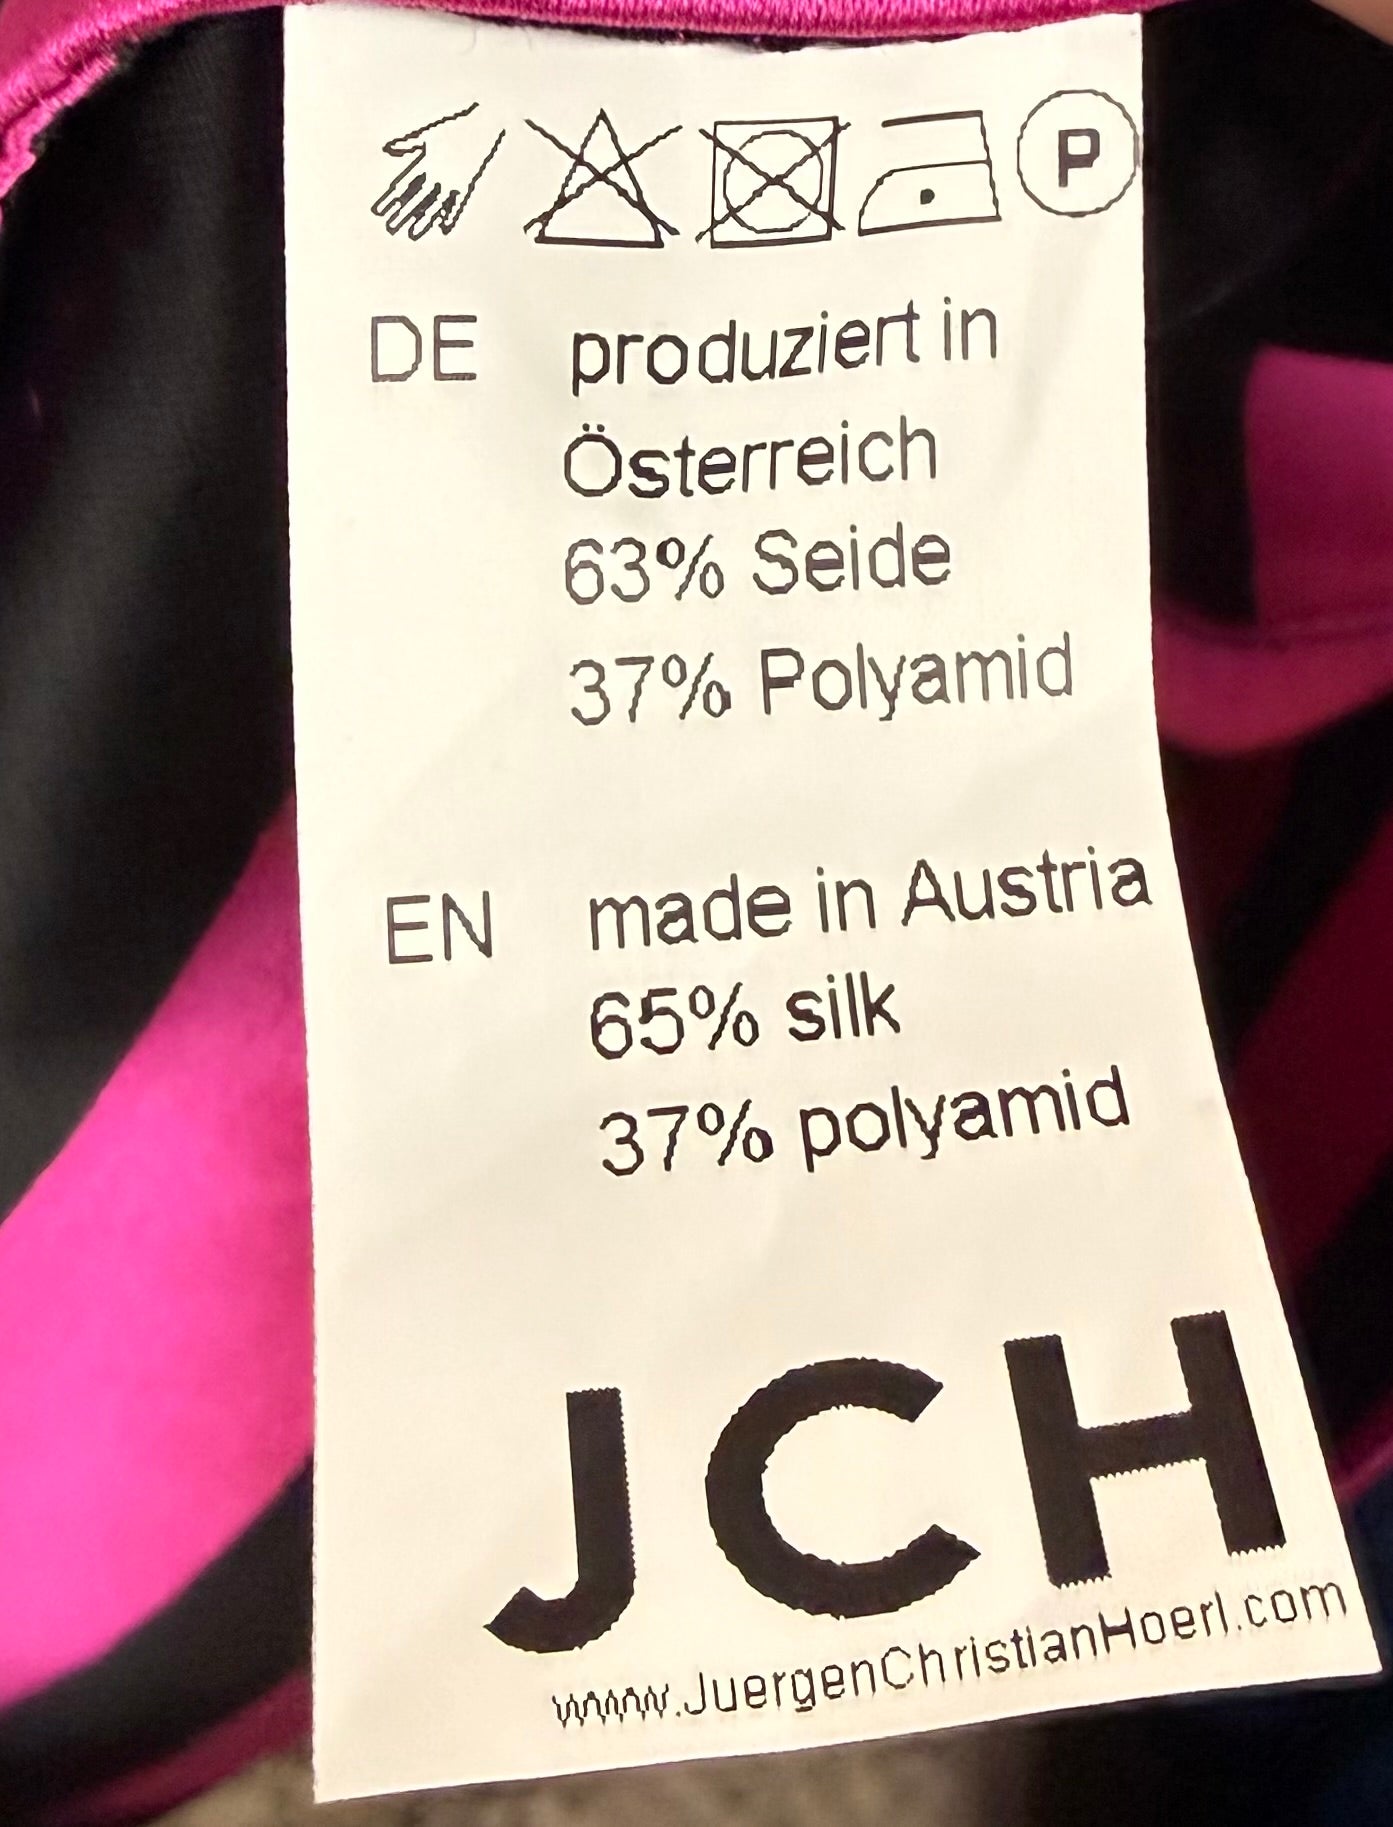 P
DE produziert in
Österreich
63% Seide
37% Polyamid
EN made in Austria
65% silk
37% polyamid
JCH
www.JuergenChristianHoerl.com